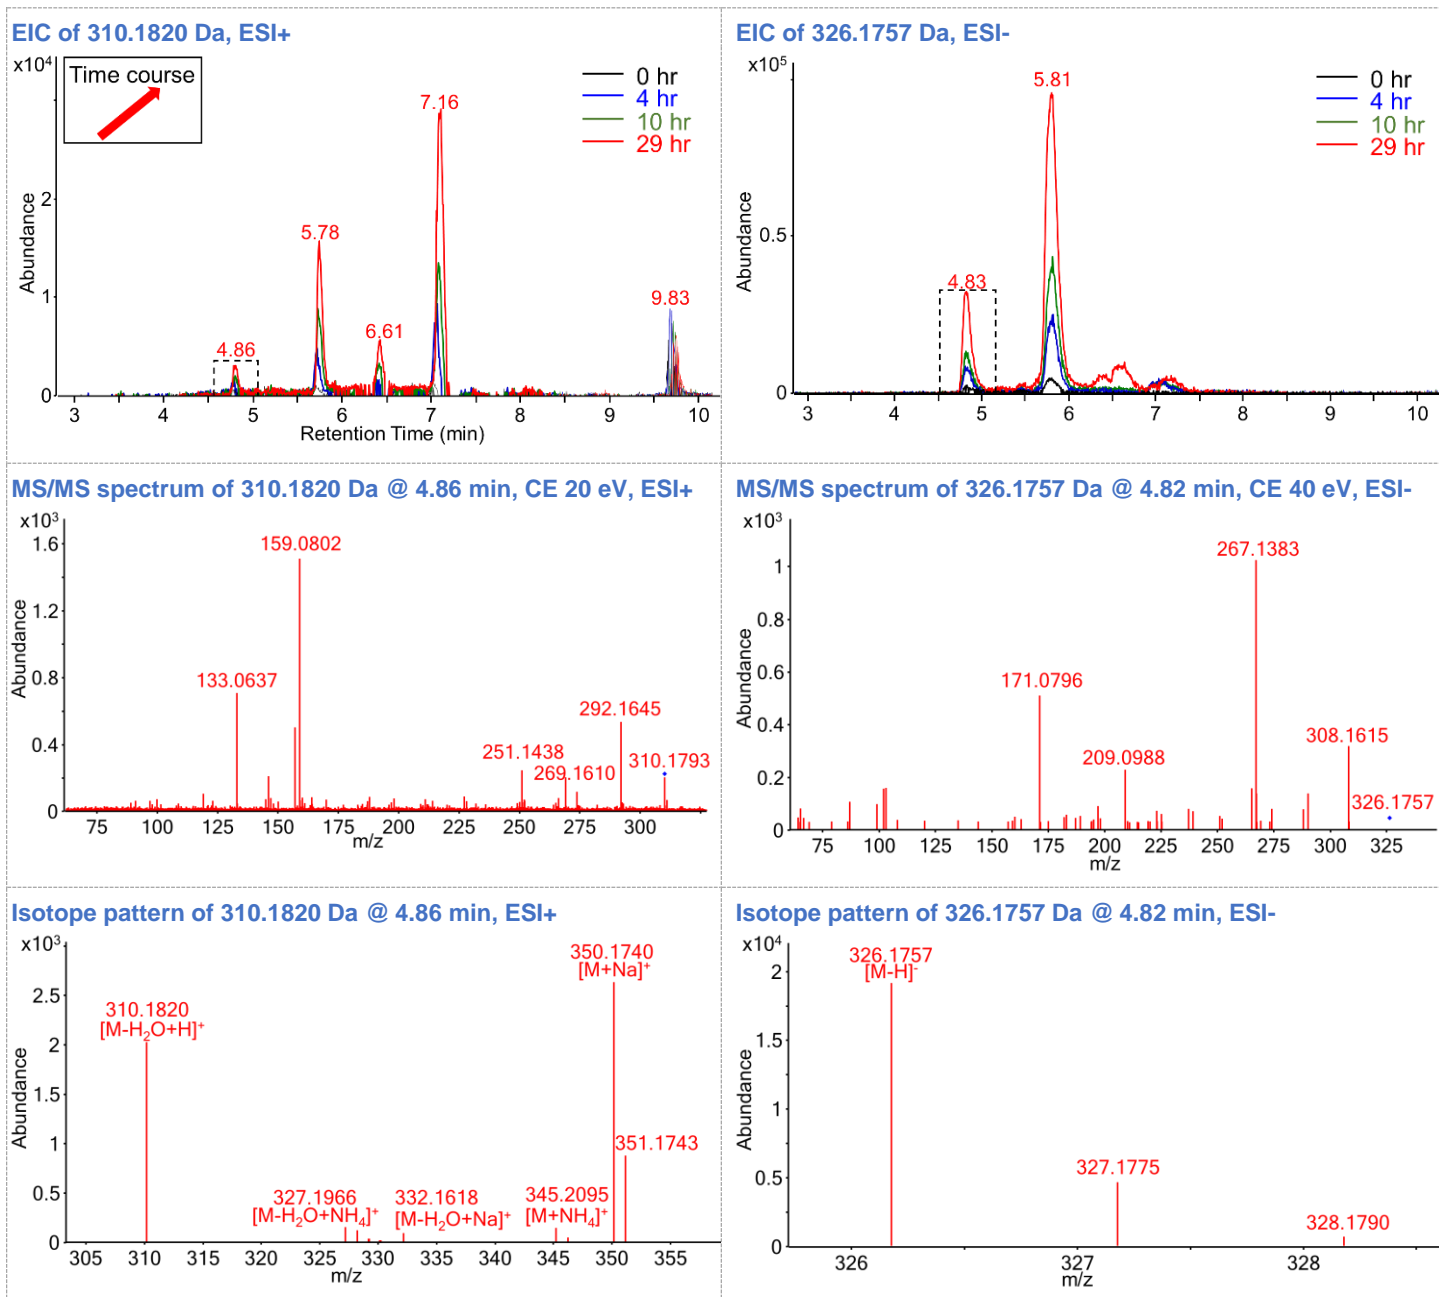 EIC of 310.1820 Da, ESI+
x10⁴
Time course
0 hr
4 hr
10 hr
29 hr
7.16
5.78
6.61
4.86
9.83
Abundance
2
1
0
3 4 5 6 7 8 9 10
Retention Time (min)
EIC of 326.1757 Da, ESI-
x10⁵
0 hr
4 hr
10 hr
29 hr
5.81
4.83
Abundance
0.5
0
3 4 5 6 7 8 9 10
MS/MS spectrum of 310.1820 Da @ 4.86 min, CE 20 eV, ESI+
x10³
1.6
1.2
0.8
0.4
0
Abundance
159.0802
133.0637
292.1645
251.1438
269.1610
310.1793
75 100 125 150 175 200 225 250 275 300
m/z
MS/MS spectrum of 326.1757 Da @ 4.82 min, CE 40 eV, ESI-
x10³
1
0.8
0.6
0.4
0.2
0
Abundance
267.1383
171.0796
209.0988
308.1615
326.1757
75 100 125 150 175 200 225 250 275 300 325
m/z
Isotope pattern of 310.1820 Da @ 4.86 min, ESI+
x10³
2.5
2
1.5
1
0.5
0
Abundance
350.1740
[M+Na]⁺
310.1820
[M-H₂O+H]⁺
351.1743
327.1966
[M-H₂O+NH₄]⁺
332.1618
[M-H₂O+Na]⁺
345.2095
[M+NH₄]⁺
305 310 315 320 325 330 335 340 345 350 355
m/z
Isotope pattern of 326.1757 Da @ 4.82 min, ESI-
x10⁴
2
1.5
1
0.5
0
Abundance
326.1757
[M-H]⁻
327.1775
328.1790
326 327 328
m/z